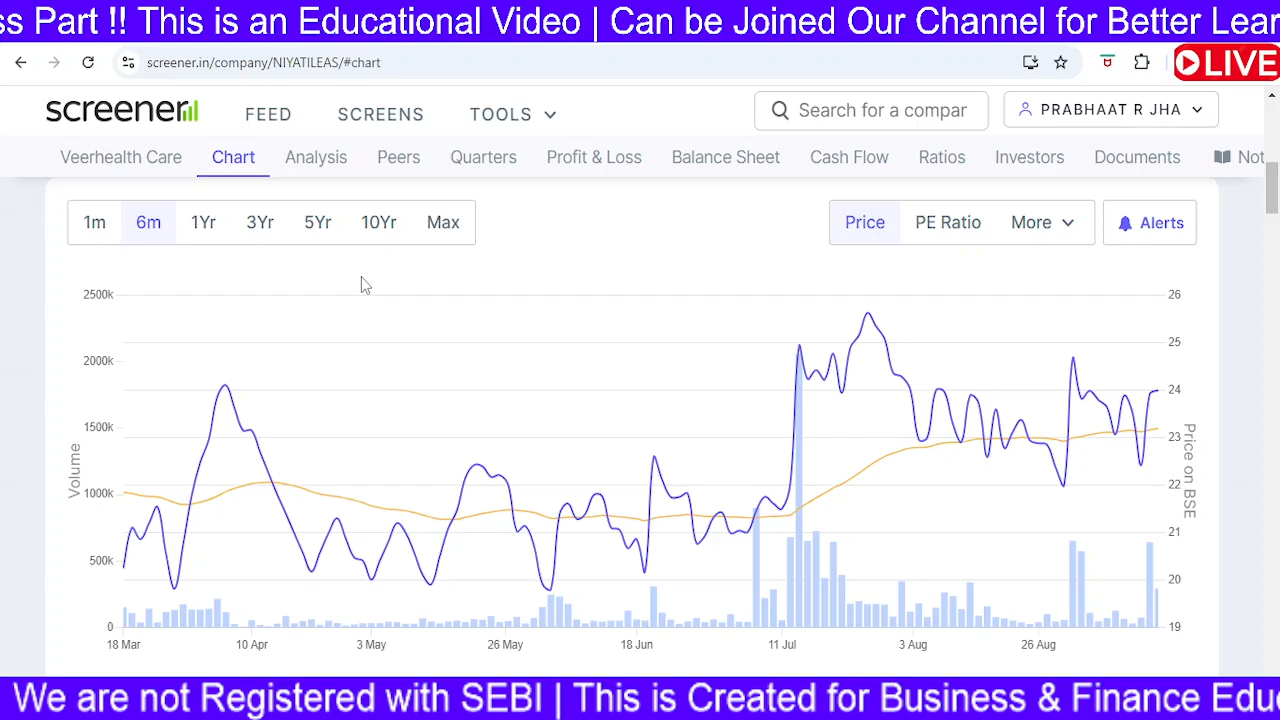 ss Part !! This is an Educational Video | Can be Joined Our Channel for Better Lear
screener.in/company/NIYATILEAS/#chart
LIVE
screener FEED SCREENS TOOLS Search for a compar PRABHAAT R JHA
Veerhealth Care Chart Analysis Peers Quarters Profit & Loss Balance Sheet Cash Flow Ratios Investors Documents Not
1m 6m 1Yr 3Yr 5Yr 10Yr Max Price PE Ratio More Alerts
2500k 26
25
2000k
24
1500k
23
Volume
Price on BSE
1000k 22
21
500k
20
0 19
18 Mar 10 Apr 3 May 26 May 18 Jun 11 Jul 3 Aug 26 Aug
We are not Registered with SEBI | This is Created for Business & Finance Educ